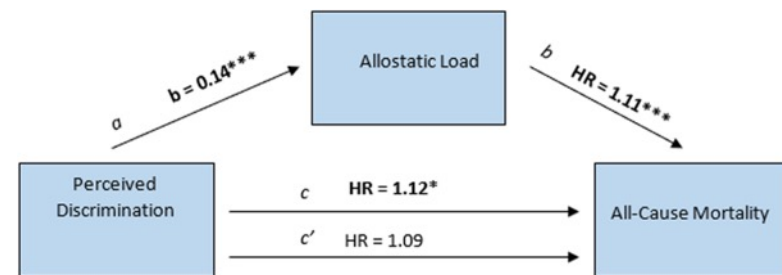 Allostatic Load
a
b = 0.14***
b
HR = 1.11***
Perceived
Discrimination
c HR = 1.12*
c′ HR = 1.09
All-Cause Mortality